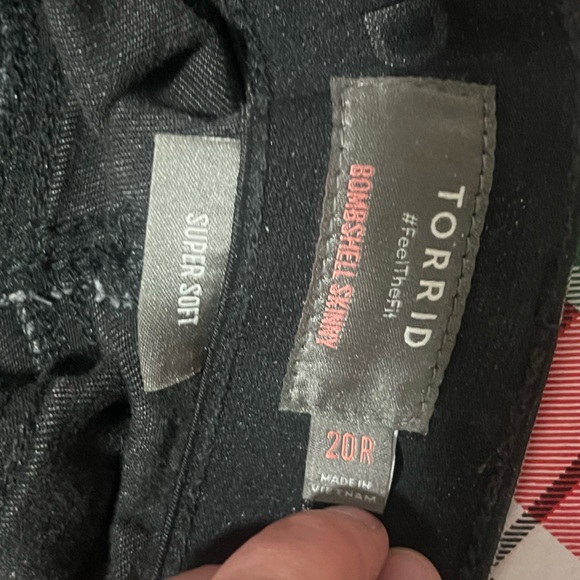 TORRID
#FeelTheFit
BOMBSHELL SKINNY
20R
MADE IN
VIETNAM
SUPER SOFT